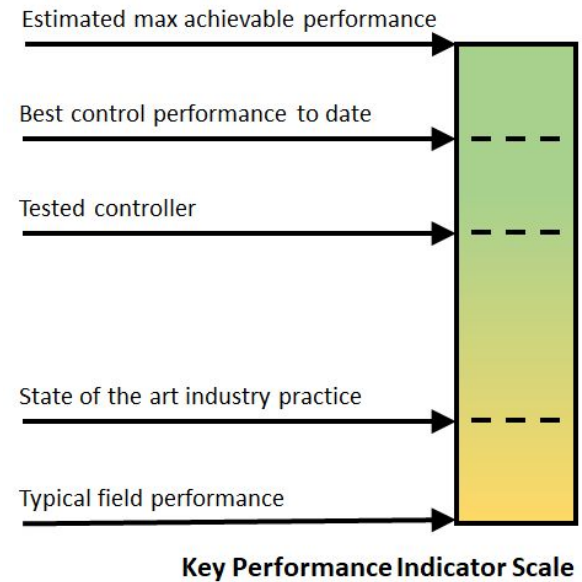 Estimated max achievable performance
Best control performance to date
Tested controller
State of the art industry practice
Typical field performance
Key Performance Indicator Scale